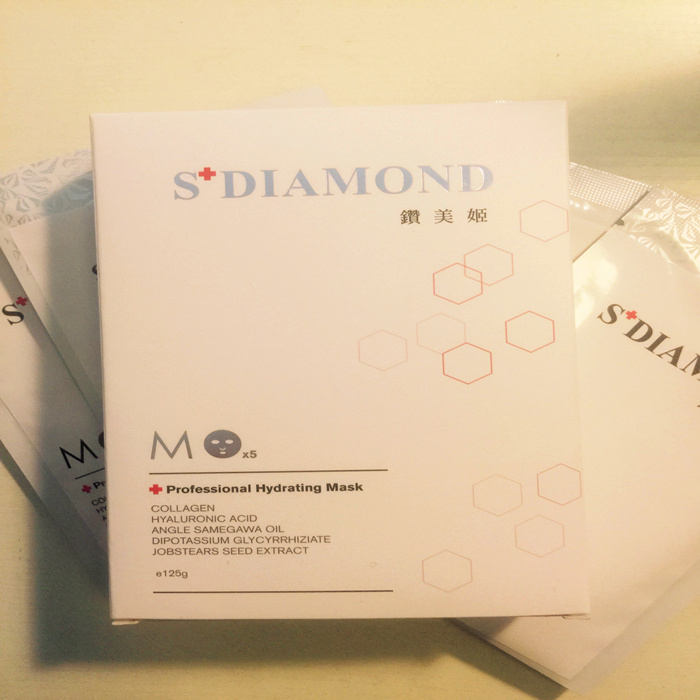 S+DIAMOND
鑽美姬
M x5
+ Professional Hydrating Mask
COLLAGEN
HYALURONIC ACID
ANGLE SAMEGAWA OIL
DIPOTASSIUM GLYCYRRHIZIATE
JOBSTEARS SEED EXTRACT
e125g
S+
M
S+DIAM